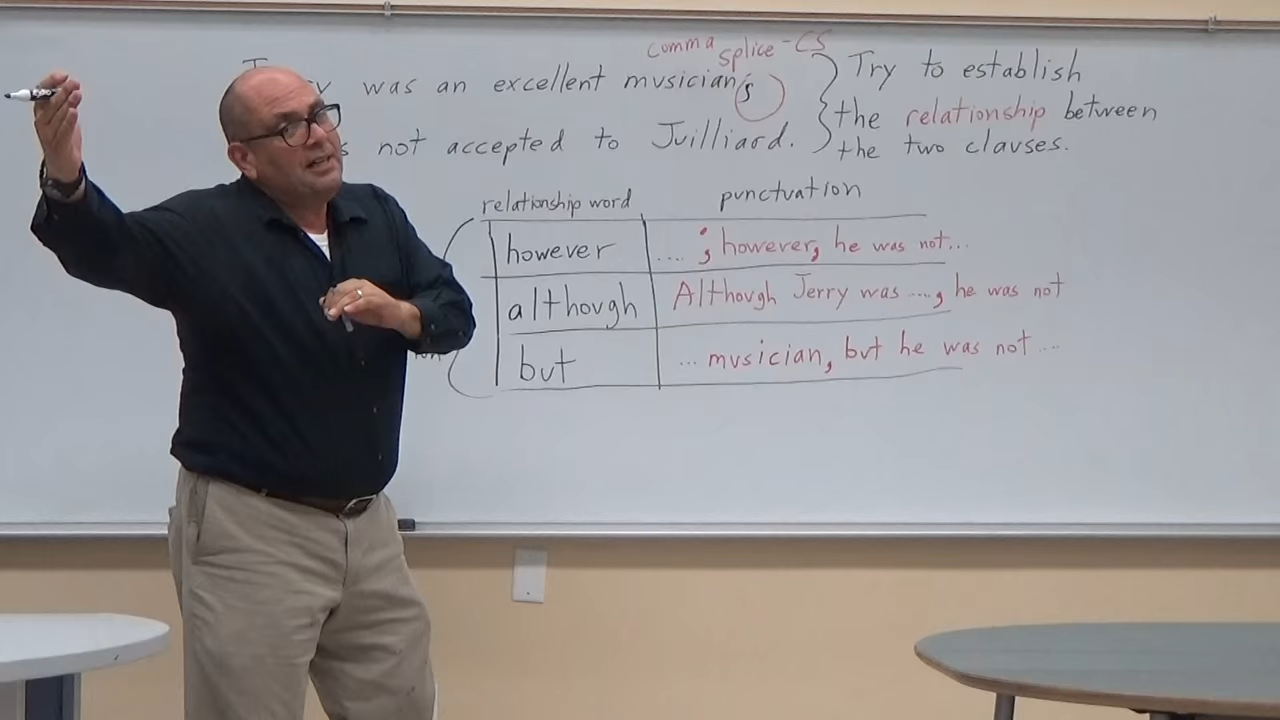 comma splice - CS
was an excellent musician,
not accepted to Juilliard.
Try to establish
the relationship between
the two clauses.
relationship word punctuation
however .... ; however, he was not...
although Although Jerry was ...., he was not
but ... musician, but he was not ...